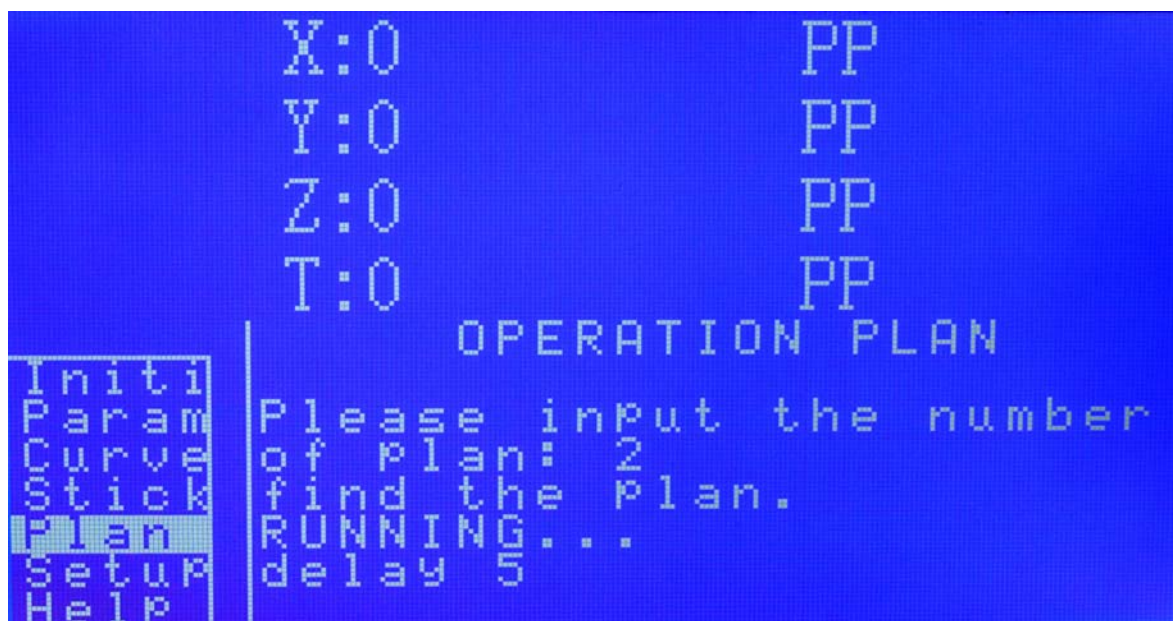 X:0 PP
Y:0 PP
Z:0 PP
T:0 PP
OPERATION PLAN
Initi
Param
Curve
Stick
Plan
Setup
Help
Please input the number
of plan: 2
find the plan.
RUNNING...
delay 5